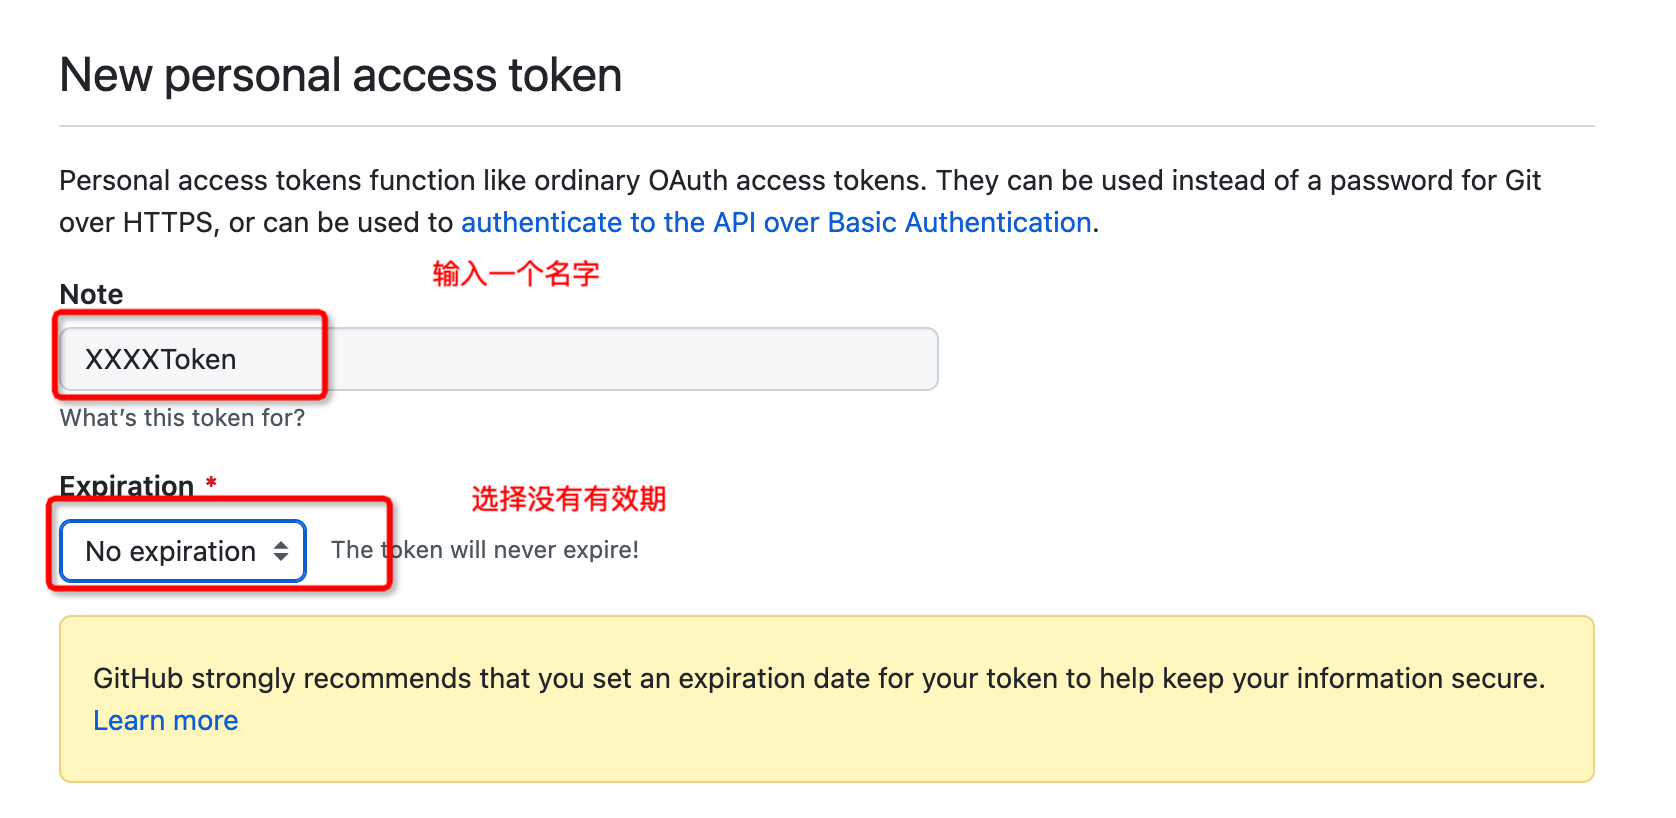 New personal access token
Personal access tokens function like ordinary OAuth access tokens. They can be used instead of a password for Git
over HTTPS, or can be used to authenticate to the API over Basic Authentication.
输入一个名字
Note
XXXXToken
What's this token for?
Expiration *
选择没有有效期
No expiration
The token will never expire!
GitHub strongly recommends that you set an expiration date for your token to help keep your information secure.
Learn more